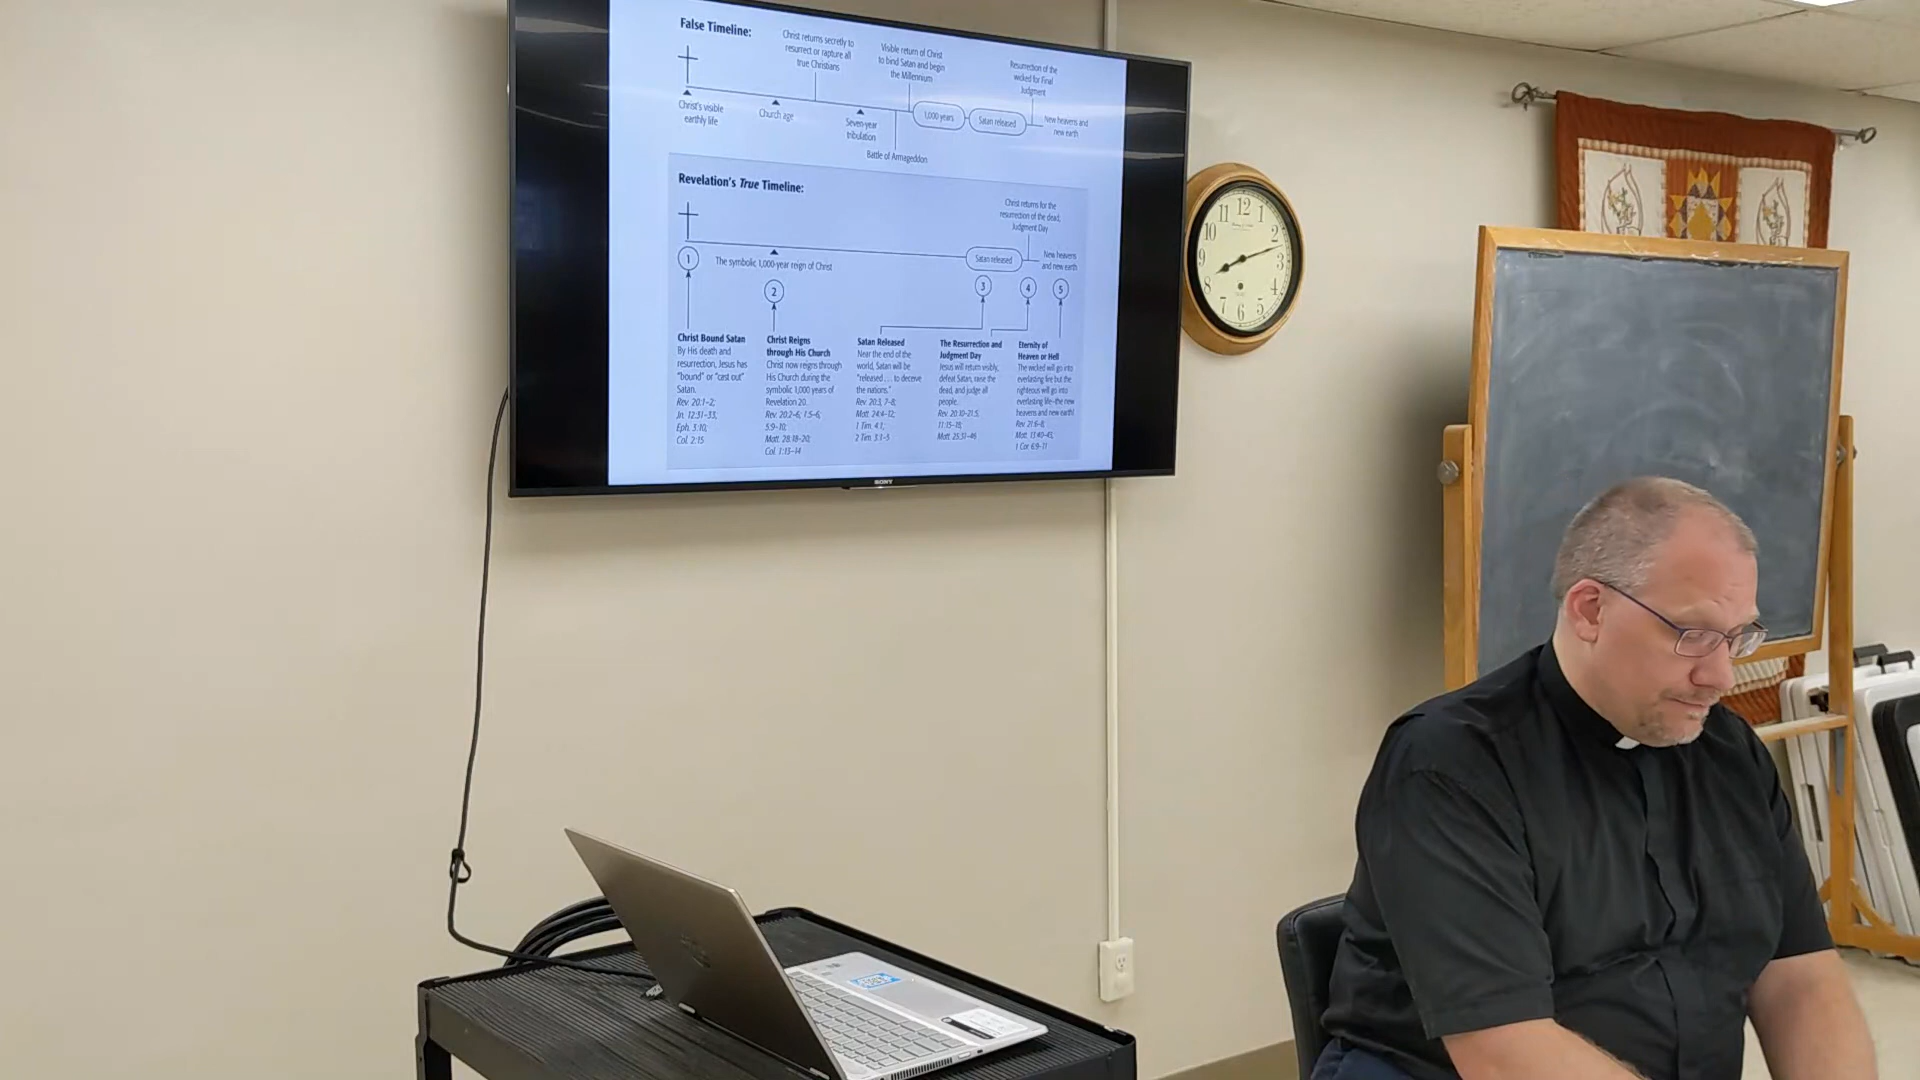 False Timeline:
Christ returns secretly to
resurrect or rapture all
true Christians
Visible return of Christ
to bind Satan and begin
the Millennium
Resurrection of the
wicked for Final
Judgment
Christ's visible
earthly life
Church age
Seven-year
tribulation
Battle of Armageddon
1,000 years
Satan released
New heavens and
new earth
Revelation's True Timeline:
Christ returns for the
resurrection of the dead;
Judgment Day
The symbolic 1,000-year reign of Christ
Satan released
New heavens
and new earth
1
2
3
4
5
Christ Bound Satan
By His death and
resurrection, Jesus has
"bound" or "cast out"
Satan.
Rev. 20:1–2;
Jn. 12:31–33;
Eph. 3:10;
Col. 2:15
Christ Reigns
through His Church
Christ now reigns through
His Church during the
symbolic 1,000 years of
Revelation 20.
Rev. 20:2–6; 1:5–6;
5:9–10;
Matt. 28:18–20;
Col. 1:13–14
Satan Released
Near the end of the
world, Satan will be
"released . . . to deceive
the nations."
Rev. 20:3, 7–8;
Matt. 24:4–12;
1 Tim. 4:1;
2 Tim. 3:1–5
The Resurrection and
Judgment Day
Jesus will return visibly,
defeat Satan, raise the
dead, and judge all
people.
Rev. 20:10–21:5;
11:15–18;
Matt. 25:31–46
Eternity of
Heaven or Hell
The wicked will go into
everlasting fire but the
righteous will go into
everlasting life—the new
heavens and new earth!
Rev. 21:6–8;
Matt. 13:40–43;
1 Cor. 6:9–11
SONY
12
1
2
3
4
5
6
7
8
9
10
11